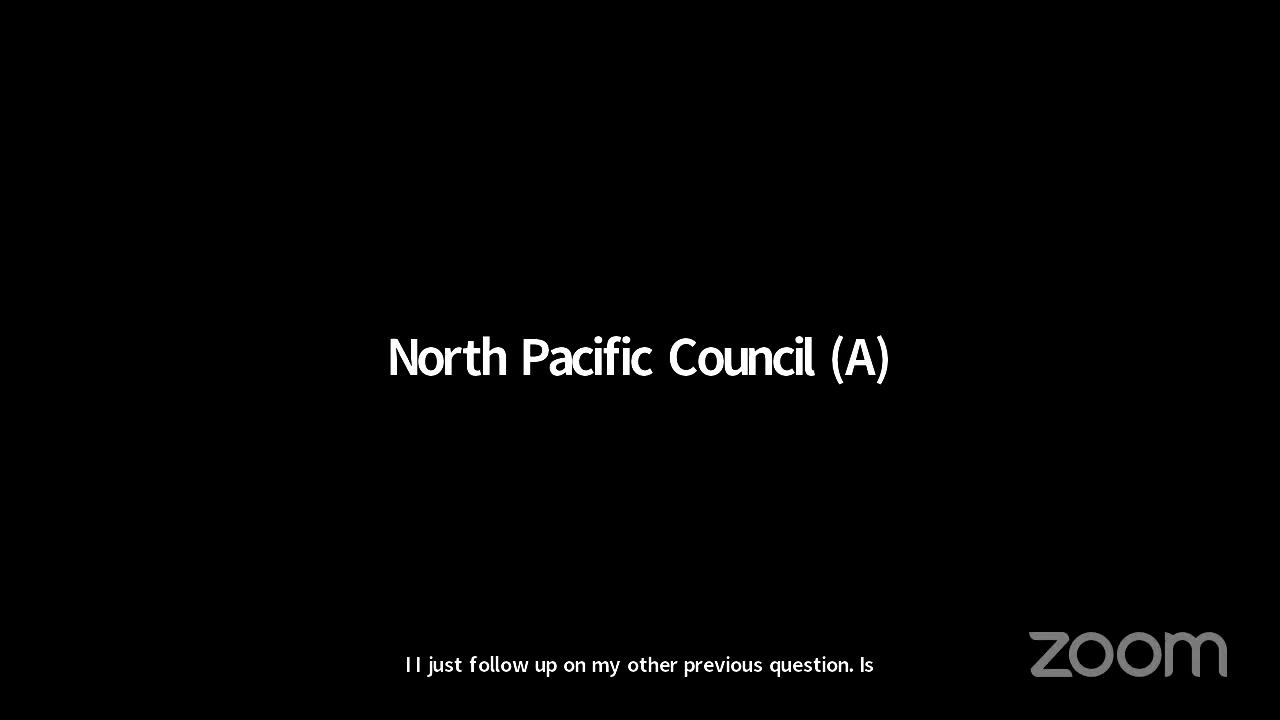 North Pacific Council (A)
I I just follow up on my other previous question. Is
zoom